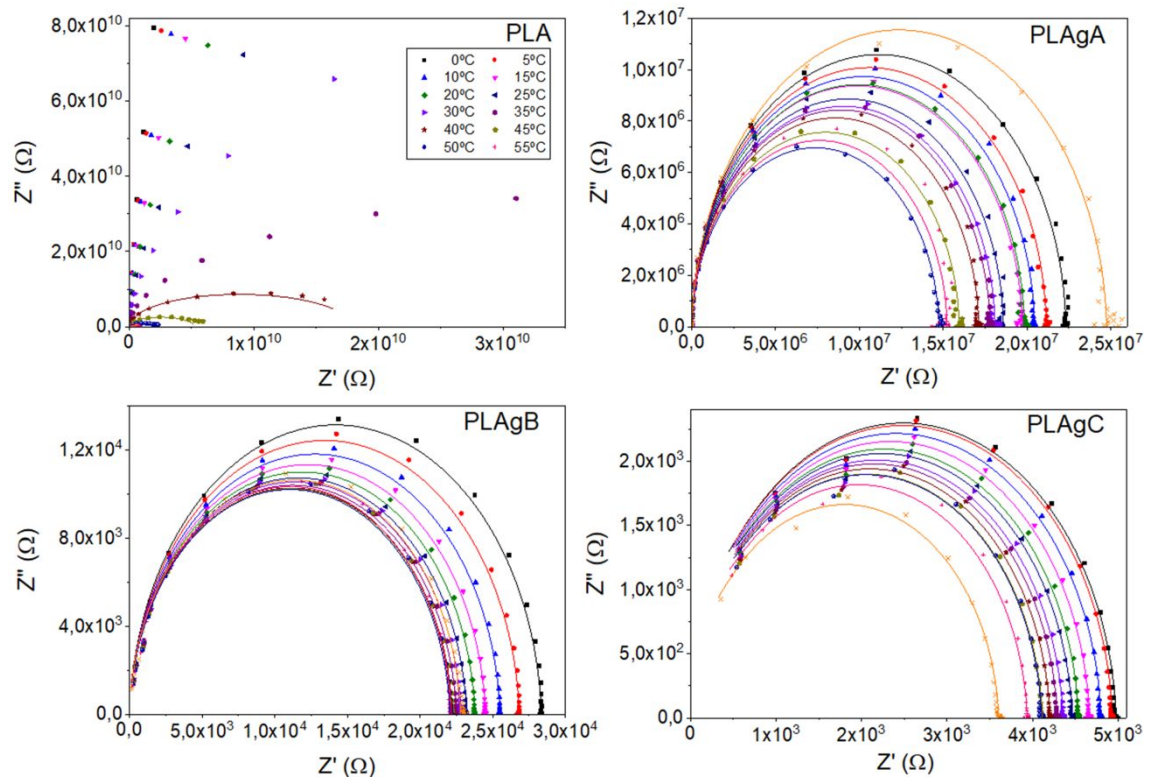 PLA
8,0x10¹⁰
6,0x10¹⁰
4,0x10¹⁰
2,0x10¹⁰
0,0
Z'' (Ω)
0ºC 5ºC
10ºC 15ºC
20ºC 25ºC
30ºC 35ºC
40ºC 45ºC
50ºC 55ºC
0,0 1x10¹⁰ 2x10¹⁰ 3x10¹⁰
Z' (Ω)
PLAgA
1,2x10⁷
1,0x10⁷
8,0x10⁶
6,0x10⁶
4,0x10⁶
2,0x10⁶
0,0
Z'' (Ω)
0,0 5,0x10⁶ 1,0x10⁷ 1,5x10⁷ 2,0x10⁷ 2,5x10⁷
Z' (Ω)
PLAgB
1,2x10⁴
8,0x10³
4,0x10³
0,0
Z'' (Ω)
0,0 5,0x10³ 1,0x10⁴ 1,5x10⁴ 2,0x10⁴ 2,5x10⁴ 3,0x10⁴
Z' (Ω)
PLAgC
2,0x10³
1,5x10³
1,0x10³
5,0x10²
0,0
Z'' (Ω)
0 1x10³ 2x10³ 3x10³ 4x10³ 5x10³
Z' (Ω)